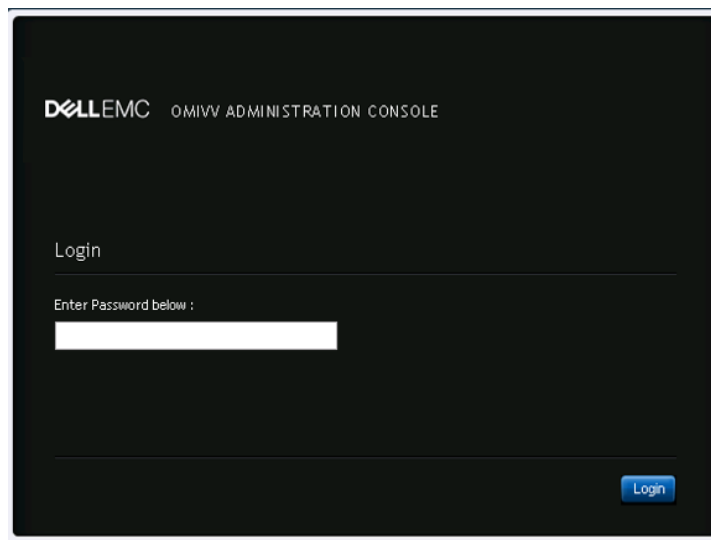 DELLEMC OMIVV ADMINISTRATION CONSOLE
Login
Enter Password below :
Login